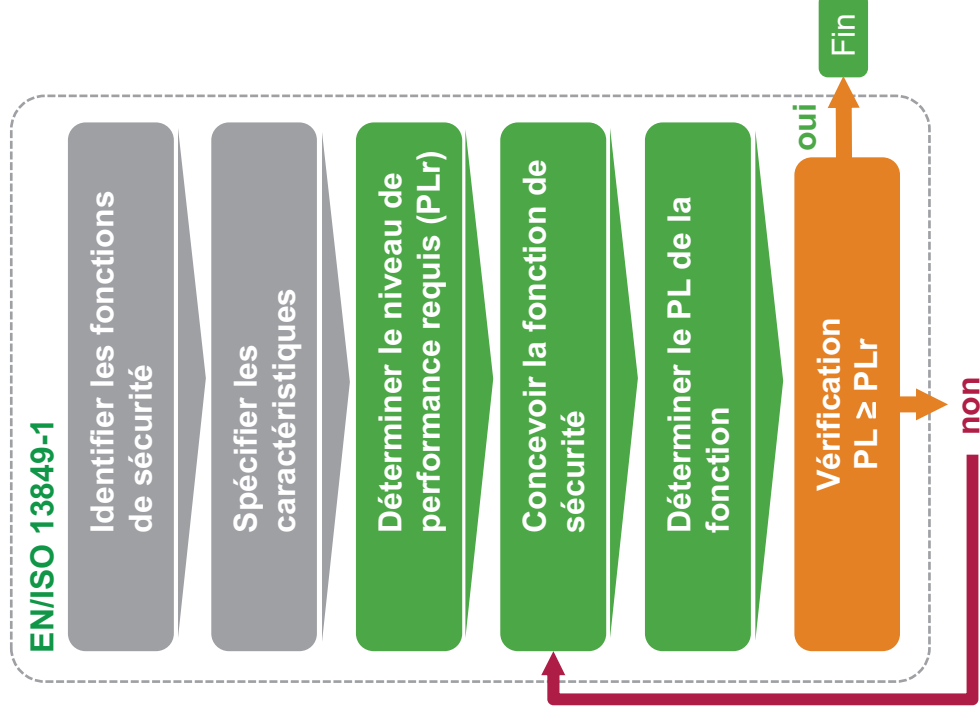 EN/ISO 13849-1
Identifier les fonctions
de sécurité
Spécifier les
caractéristiques
Déterminer le niveau de
performance requis (PLr)
Concevoir la fonction de
sécurité
Déterminer le PL de la
fonction
Vérification
PL ≥ PLr
oui
Fin
non